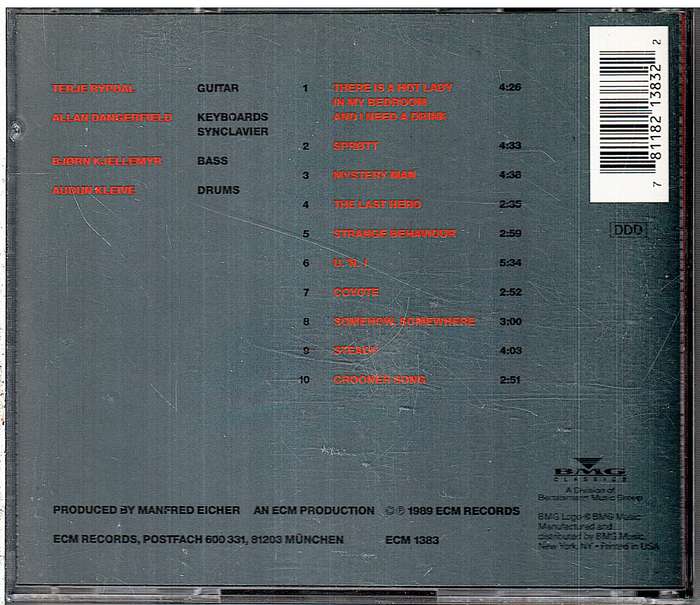 TERJE RYPDAL GUITAR
ALLAN DANGERFIELD KEYBOARDS
SYNCLAVIER
BJØRN KJELLEMYR BASS
AUDUN KLEIVE DRUMS
1 THERE IS A HOT LADY 4:26
IN MY BEDROOM
AND I NEED A DRINK
2 SPRØTT 4:33
3 MYSTERY MAN 4:38
4 THE LAST HERO 2:35
5 STRANGE BEHAVIOUR 2:59
6 U.'N.I 5:34
7 COYOTE 2:52
8 SOMEHOW, SOMEWHERE 3:00
9 STEADY 4:03
10 CROONER SONG 2:51
7 81182 13832 2
DDD
BMG
CLASSICS
A Division of
Bertelsmann Music Group
BMG Logo © BMG Music
Manufactured and
distributed by BMG Music,
New York, NY • Printed in USA
PRODUCED BY MANFRED EICHER AN ECM PRODUCTION © ℗ 1989 ECM RECORDS
ECM RECORDS, POSTFACH 600 331, 81203 MÜNCHEN ECM 1383